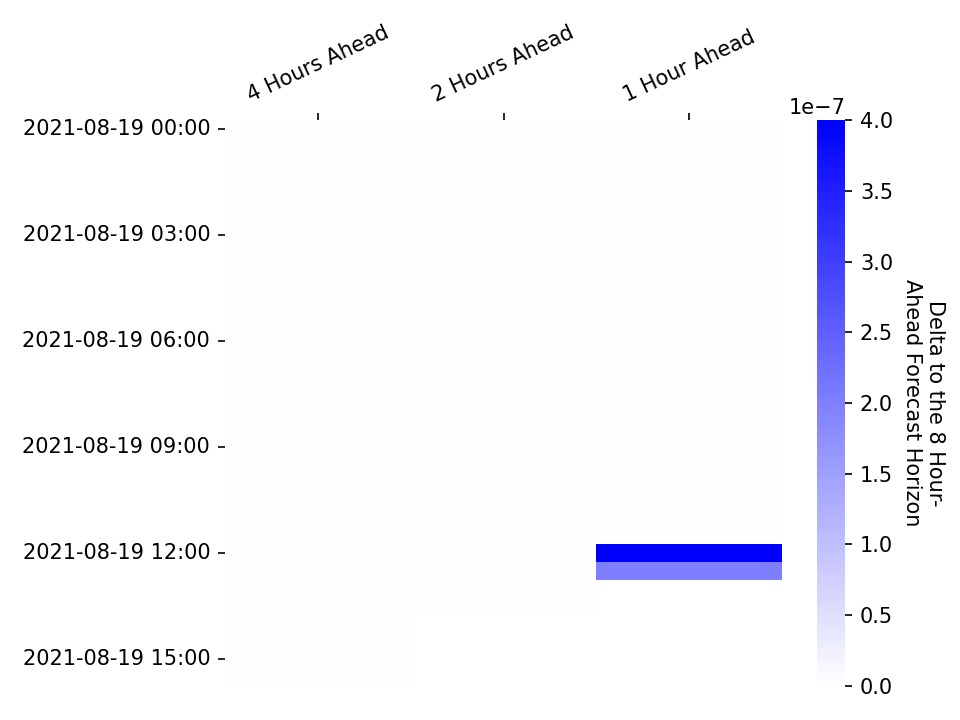 4 Hours Ahead
2 Hours Ahead
1 Hour Ahead
1e−7
2021-08-19 00:00
2021-08-19 03:00
2021-08-19 06:00
2021-08-19 09:00
2021-08-19 12:00
2021-08-19 15:00
4.0
3.5
3.0
2.5
2.0
1.5
1.0
0.5
0.0
Delta to the 8 Hour-
Ahead Forecast Horizon